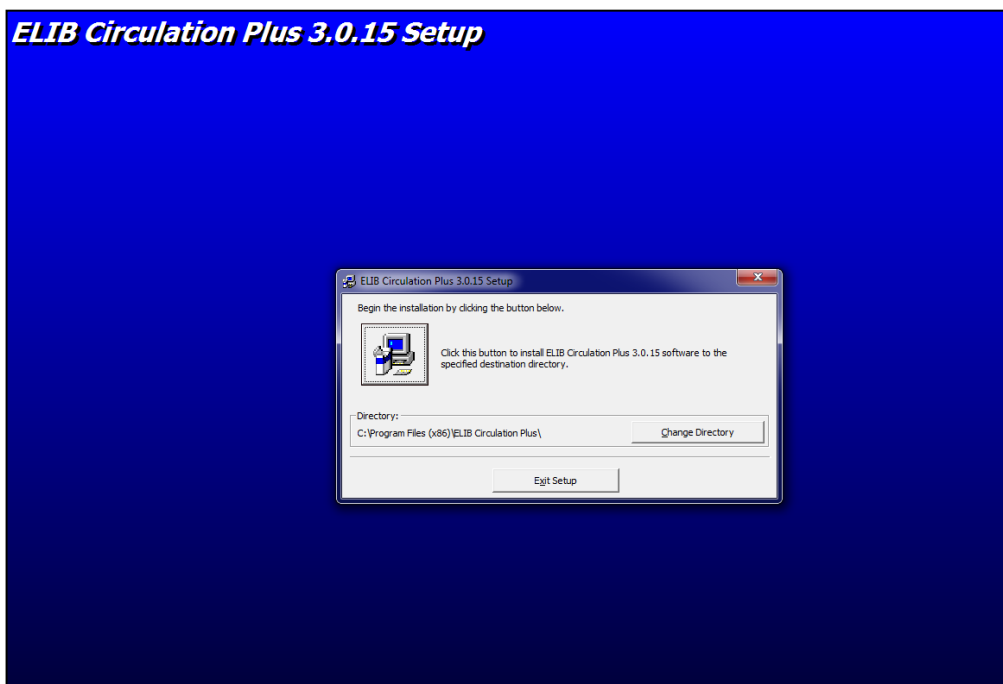 ELIB Circulation Plus 3.0.15 Setup
ELIB Circulation Plus 3.0.15 Setup
Begin the installation by clicking the button below.
Click this button to install ELIB Circulation Plus 3.0.15 software to the
specified destination directory.
Directory:
C:\Program Files (x86)\ELIB Circulation Plus\
Change Directory
Exit Setup